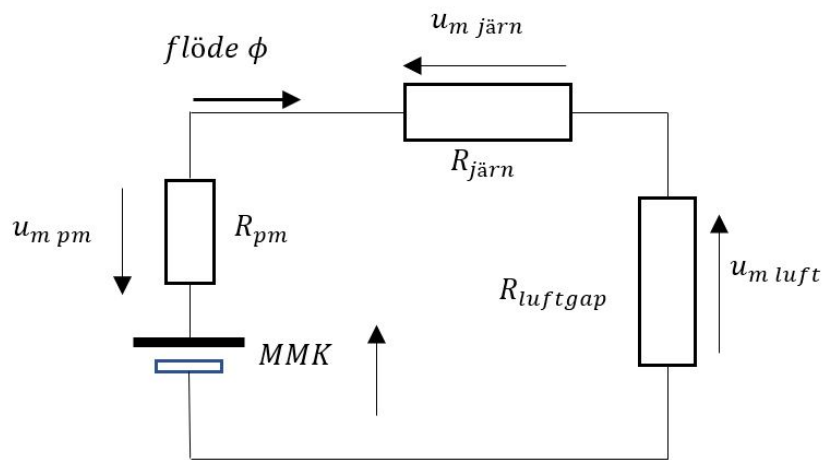 u_{m järn}
flöde ϕ
R_{järn}
u_{m pm}
R_{pm}
R_{luftgap}
u_{m luft}
MMK